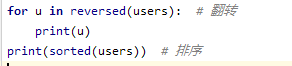 for u in reversed(users):  # 翻转
    print(u)
print(sorted(users))  # 排序